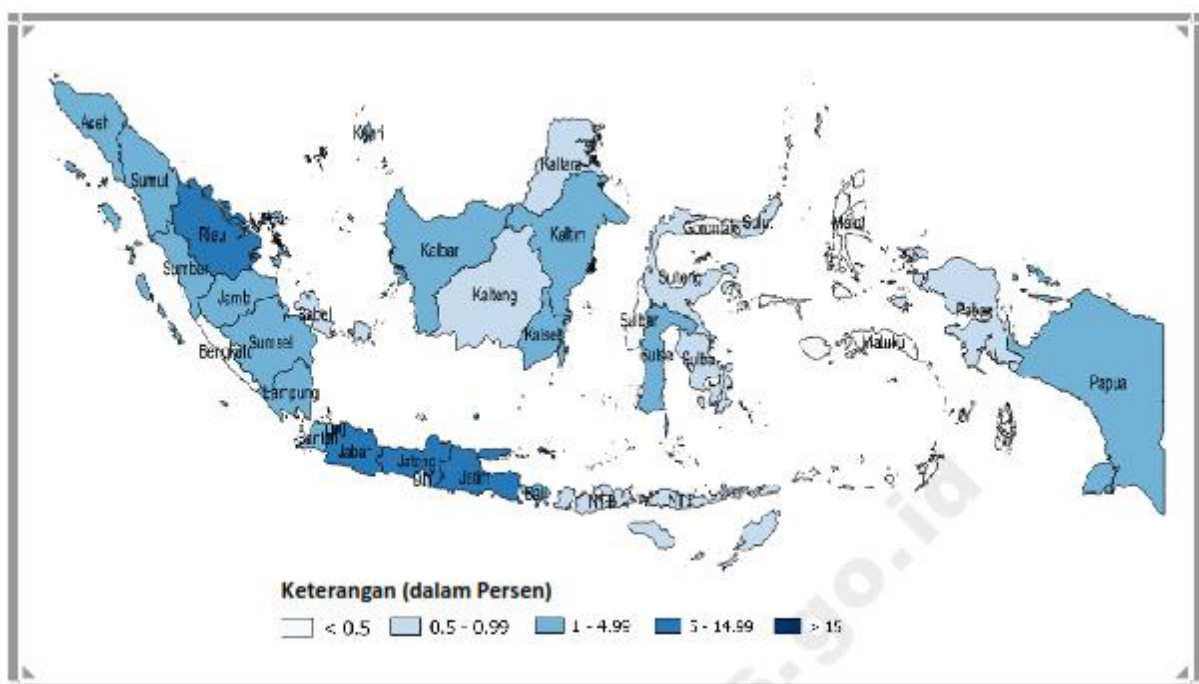 Aceh
Sumut
Riau
Sumbar
Jambi
Babel
Sumsel
Bengkulu
Lampung
Banten
Jabar
Jateng
DIY
Jatim
Bali
NTB
NTT
Kepri
Kaltara
Kalbar
Kaltim
Kalteng
Kalsel
Gorontalo
Sulut
Sulteng
Sulbar
Sulsel
Malut
Maluku
Pabar
Papua
s.go.id
Keterangan (dalam Persen)
< 0.5
0.5 - 0.99
1 - 4.99
5 - 14.99
> 15